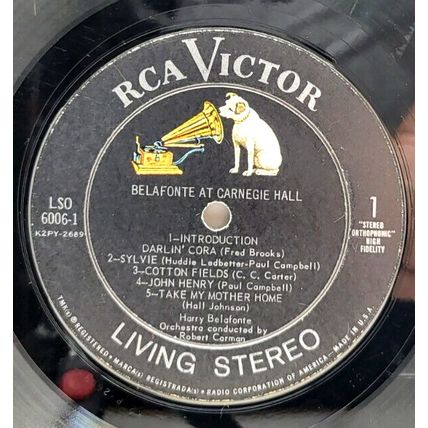 RCA VICTOR
BELAFONTE AT CARNEGIE HALL
LSO
6006-1
K2PY-2689
1
"STEREO
ORTHOPHONIC"
HIGH
FIDELITY
1—INTRODUCTION
DARLIN' CORA (Fred Brooks)
2—SYLVIE (Huddie Ledbetter-Paul Campbell)
3—COTTON FIELDS (C. C. Carter)
4—JOHN HENRY (Paul Campbell)
5—TAKE MY MOTHER HOME
(Hall Johnson)
Harry Belafonte
Orchestra conducted by
Robert Corman
LIVING STEREO
TMK(s) ® REGISTERED • MARCA(s) REGISTRADA(s) • RADIO CORPORATION OF AMERICA—MADE IN U.S.A.